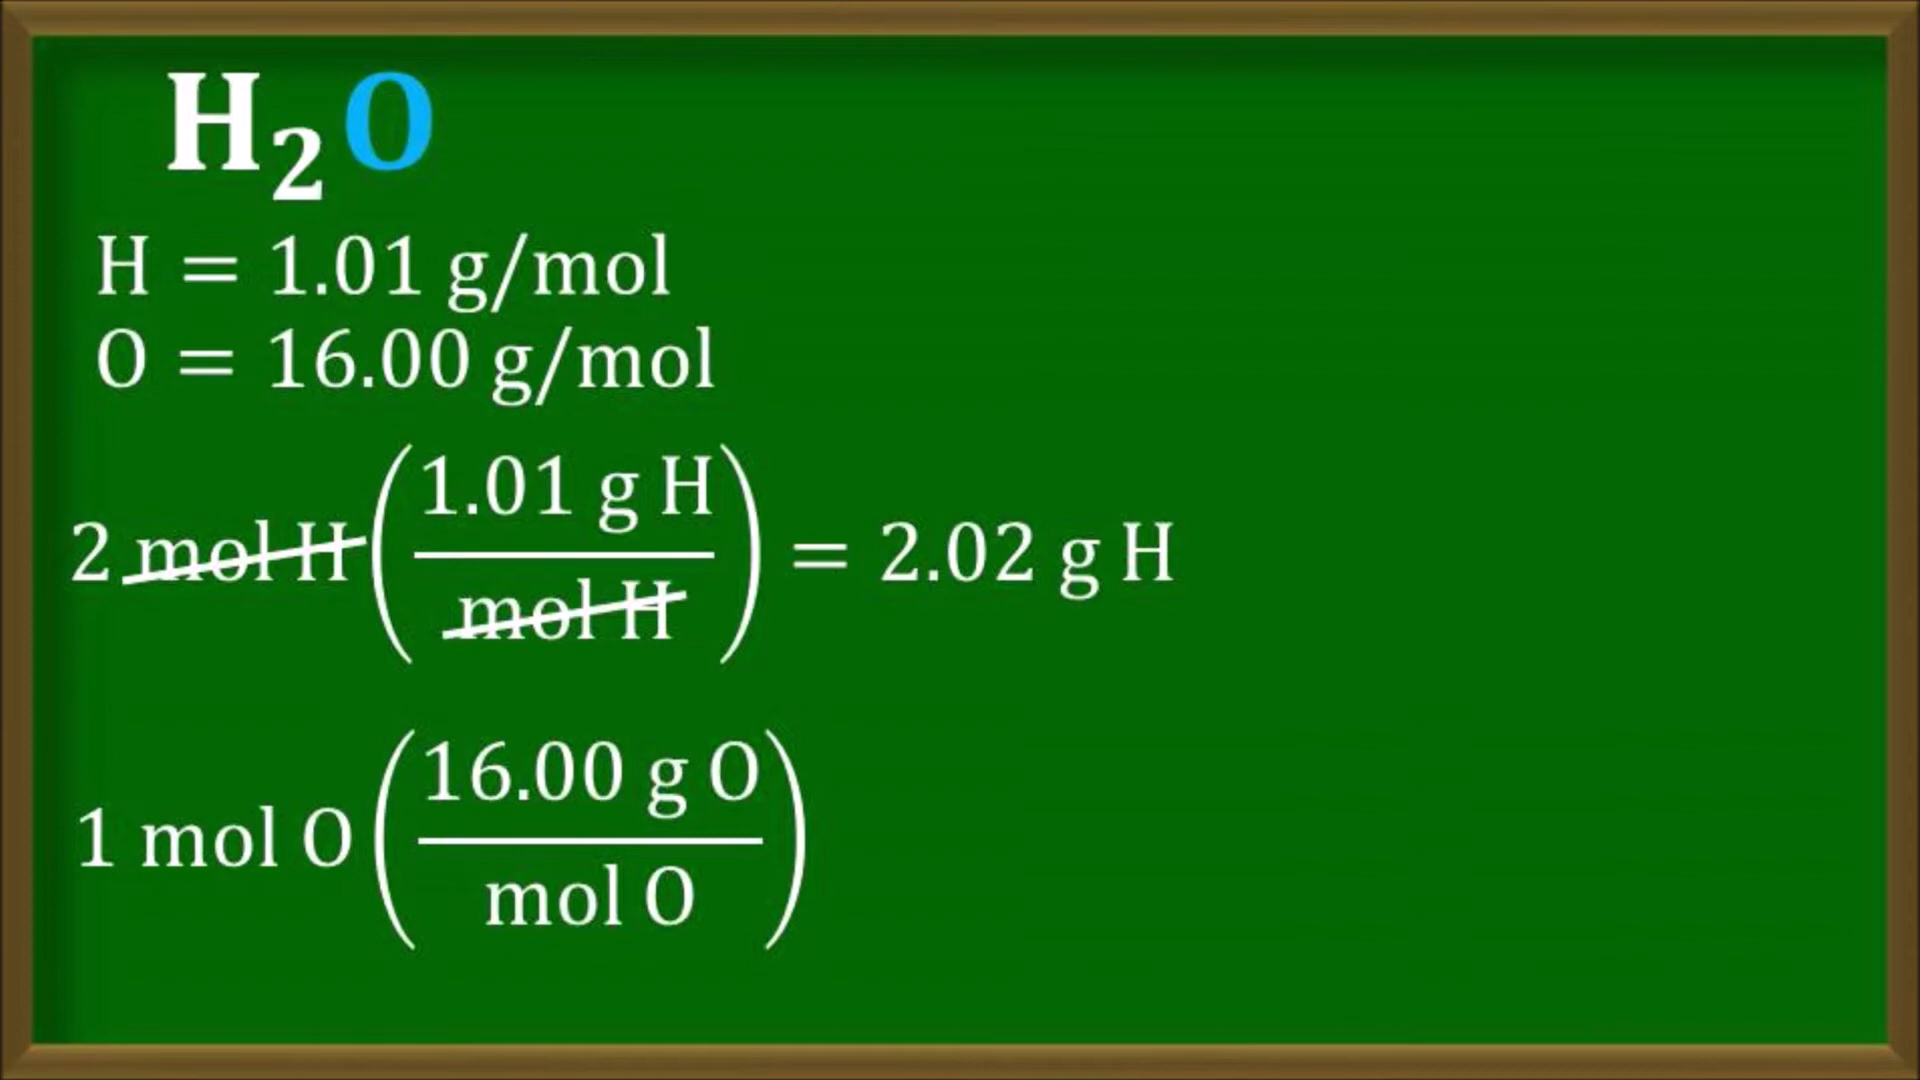 H₂O
H = 1.01 g/mol
O = 16.00 g/mol
2 mol H (1.01 g H / mol H) = 2.02 g H
1 mol O (16.00 g O / mol O)